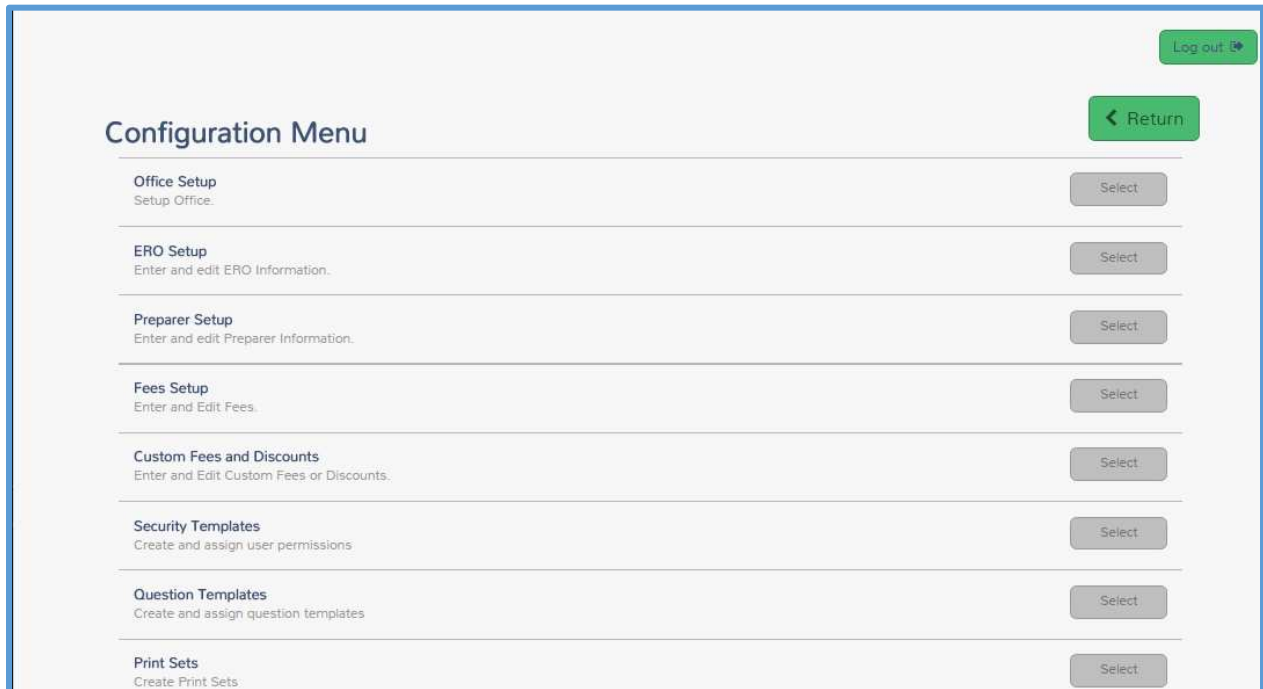 Log out
Return
Configuration Menu
Office Setup
Select
Setup Office.
ERO Setup
Select
Enter and edit ERO Information.
Preparer Setup
Select
Enter and edit Preparer Information.
Fees Setup
Select
Enter and Edit Fees.
Custom Fees and Discounts
Select
Enter and Edit Custom Fees or Discounts.
Security Templates
Select
Create and assign user permissions
Question Templates
Select
Create and assign question templates
Print Sets
Select
Create Print Sets